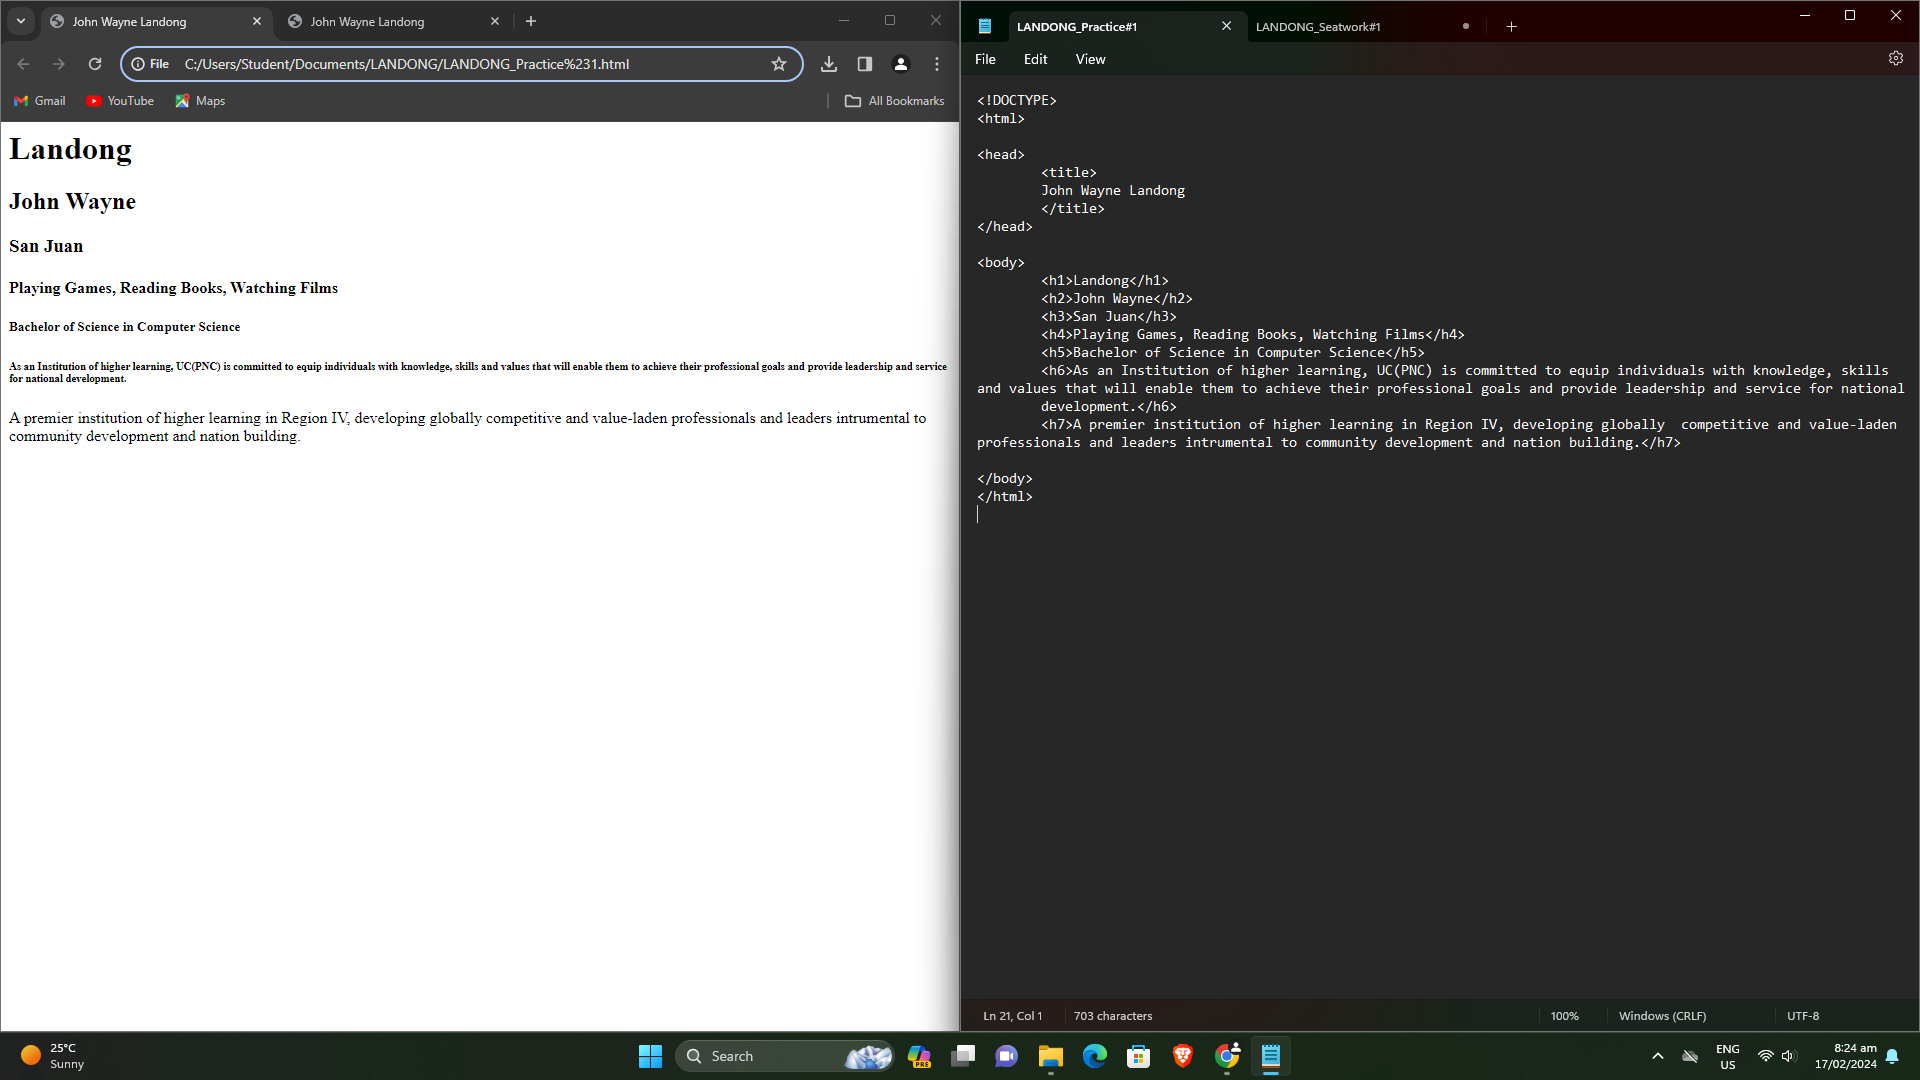 John Wayne Landong
John Wayne Landong
File C:/Users/Student/Documents/LANDONG/LANDONG_Practice%231.html
Gmail YouTube Maps All Bookmarks
Landong
John Wayne
San Juan
Playing Games, Reading Books, Watching Films
Bachelor of Science in Computer Science
As an Institution of higher learning, UC(PNC) is committed to equip individuals with knowledge, skills and values that will enable them to achieve their professional goals and provide leadership and service
for national development.
A premier institution of higher learning in Region IV, developing globally competitive and value-laden professionals and leaders intrumental to
community development and nation building.
LANDONG_Practice#1
LANDONG_Seatwork#1
File Edit View
<!DOCTYPE>
<html>
<head>
<title>
John Wayne Landong
</title>
</head>
<body>
<h1>Landong</h1>
<h2>John Wayne</h2>
<h3>San Juan</h3>
<h4>Playing Games, Reading Books, Watching Films</h4>
<h5>Bachelor of Science in Computer Science</h5>
<h6>As an Institution of higher learning, UC(PNC) is committed to equip individuals with knowledge, skills
and values that will enable them to achieve their professional goals and provide leadership and service for national
development.</h6>
<h7>A premier institution of higher learning in Region IV, developing globally  competitive and value-laden
professionals and leaders intrumental to community development and nation building.</h7>
</body>
</html>
Ln 21, Col 1 703 characters 100% Windows (CRLF) UTF-8
25°C
Sunny
Search
PRE
ENG
US
8:24 am
17/02/2024